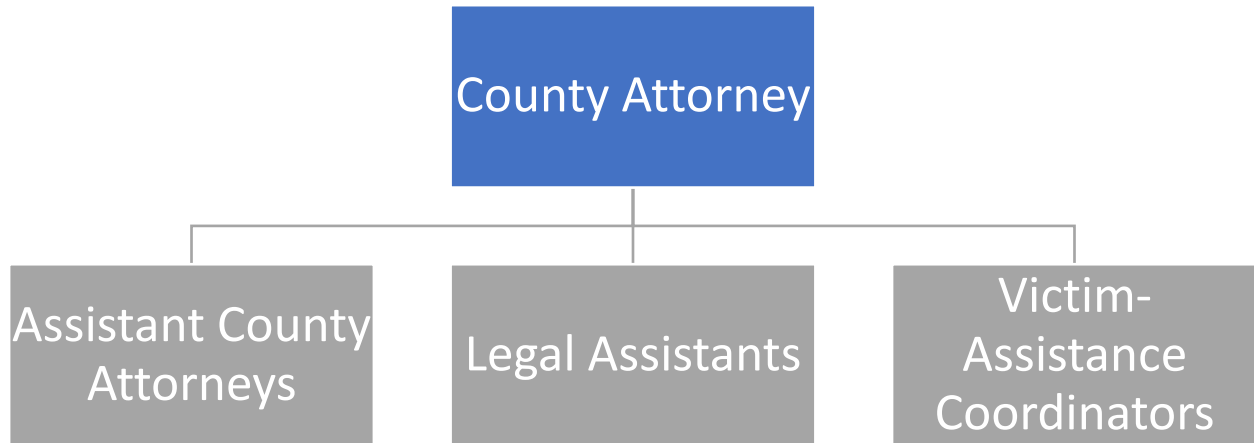 County Attorney
Assistant County
Attorneys
Legal Assistants
Victim-
Assistance
Coordinators